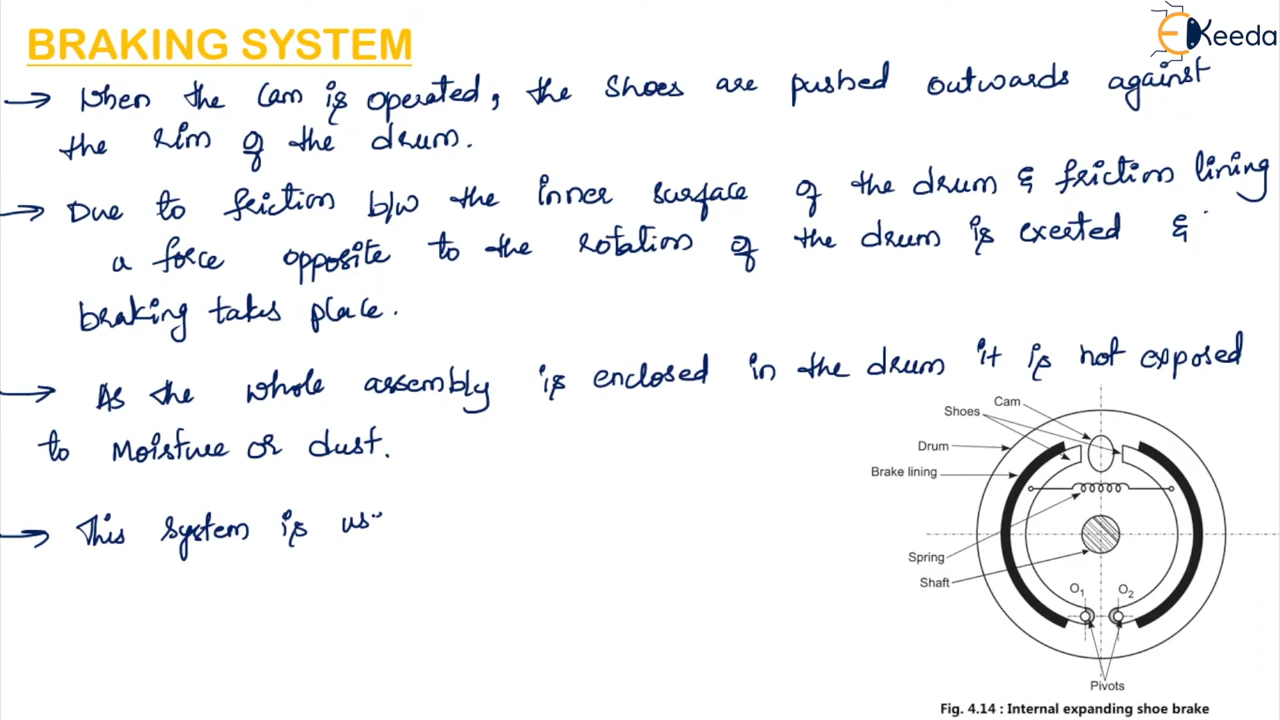 BRAKING SYSTEM
EKeeda
→ When the Cam is operated, the Shoes are pushed outwards against
the rim of the drum.
→ Due to friction b/w the inner surface of the drum & friction lining
a force opposite to the rotation of the drum is exerted &
braking takes place.
→ As the whole assembly is enclosed in the drum it is not exposed
to Moisture or dust.
→ This system is us
Cam
Shoes
Drum
Brake lining
Spring
Shaft
O1 O2
Pivots
Fig. 4.14 : Internal expanding shoe brake